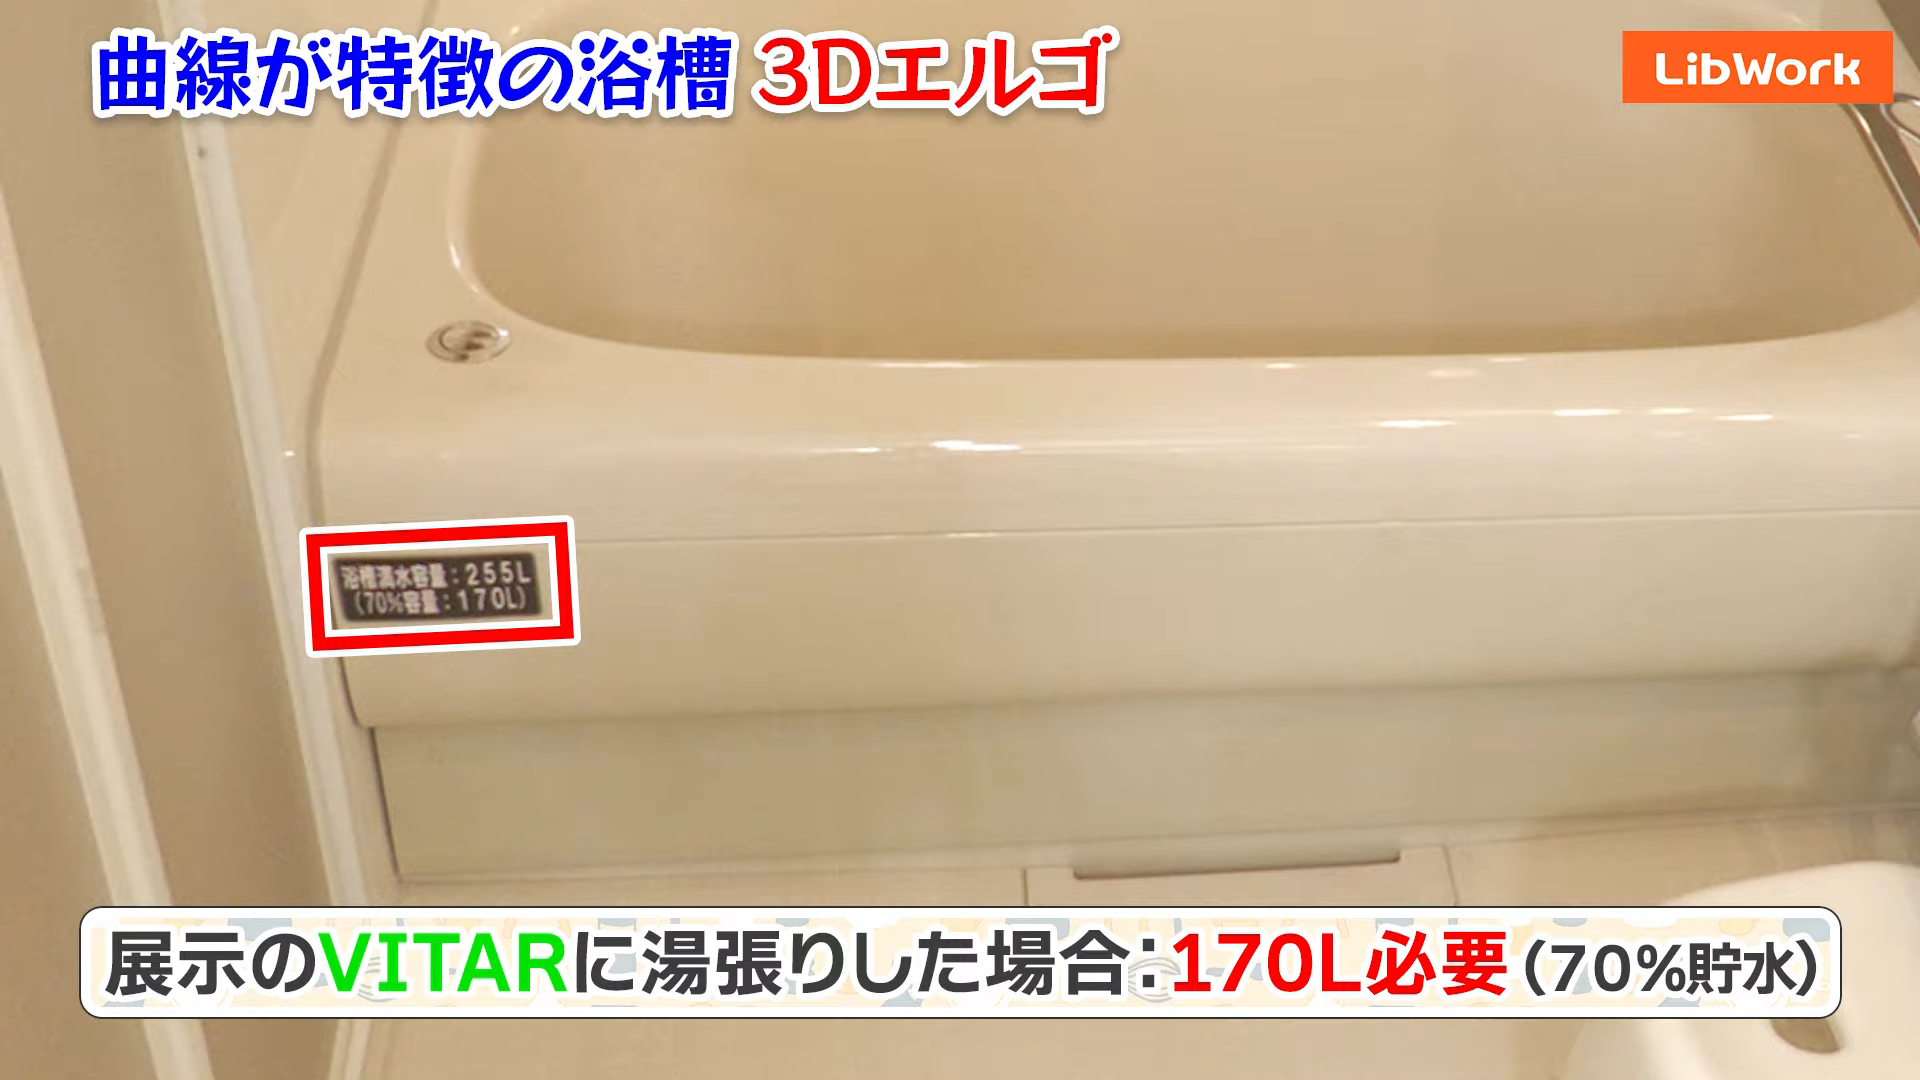 曲線が特徴の浴槽 3Dエルゴ
LibWork
浴槽満水容量：255L
（70％容量：170L）
展示のVITARに湯張りした場合：170L必要（70％貯水）